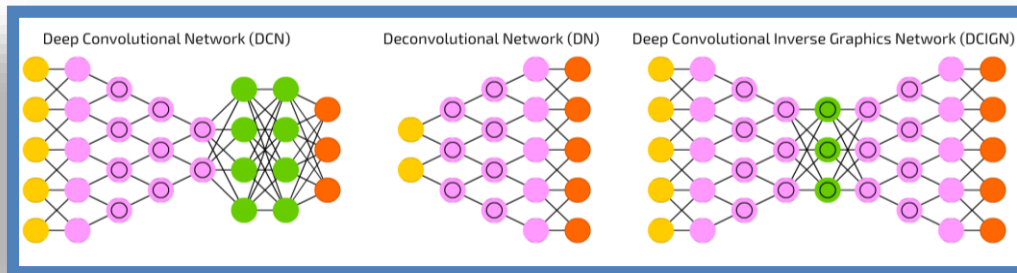 Deep Convolutional Network (DCN)
Deconvolutional Network (DN)
Deep Convolutional Inverse Graphics Network (DCIGN)